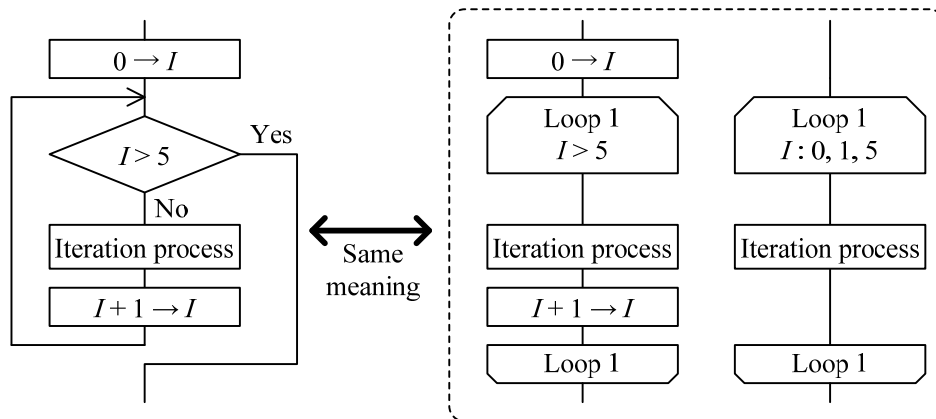 0 → I
I > 5
Yes
No
Iteration process
I + 1 → I
Same
meaning
0 → I
Loop 1
I > 5
Iteration process
I + 1 → I
Loop 1
Loop 1
I : 0, 1, 5
Iteration process
Loop 1